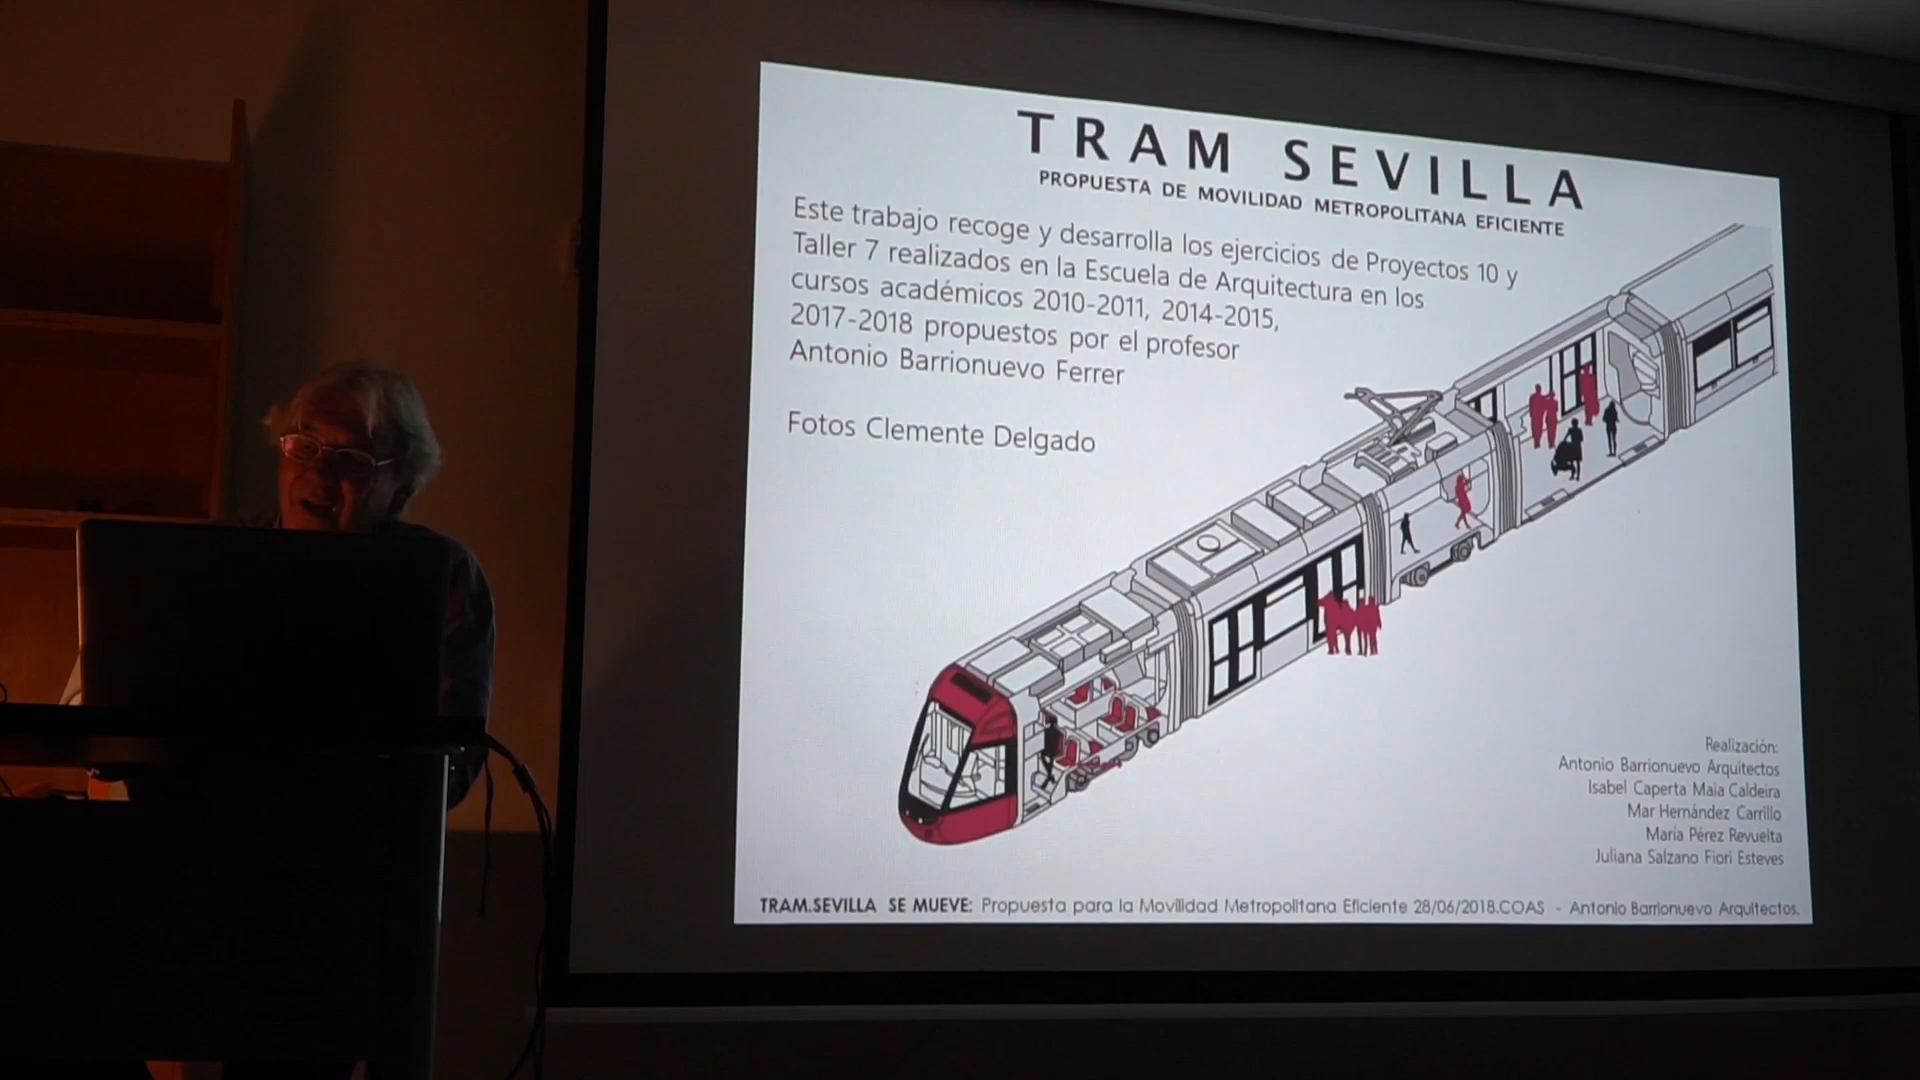 TRAM SEVILLA
PROPUESTA DE MOVILIDAD METROPOLITANA EFICIENTE
Este trabajo recoge y desarrolla los ejercicios de Proyectos 10 y
Taller 7 realizados en la Escuela de Arquitectura en los
cursos académicos 2010-2011, 2014-2015,
2017-2018 propuestos por el profesor
Antonio Barrionuevo Ferrer
Fotos Clemente Delgado
Realización:
Antonio Barrionuevo Arquitectos
Isabel Caperta Maia Caldeira
Mar Hernández Carrillo
María Pérez Revuelta
Juliana Salzano Fiori Esteves
TRAM.SEVILLA SE MUEVE: Propuesta para la Movilidad Metropolitana Eficiente 28/06/2018.COAS - Antonio Barrionuevo Arquitectos.